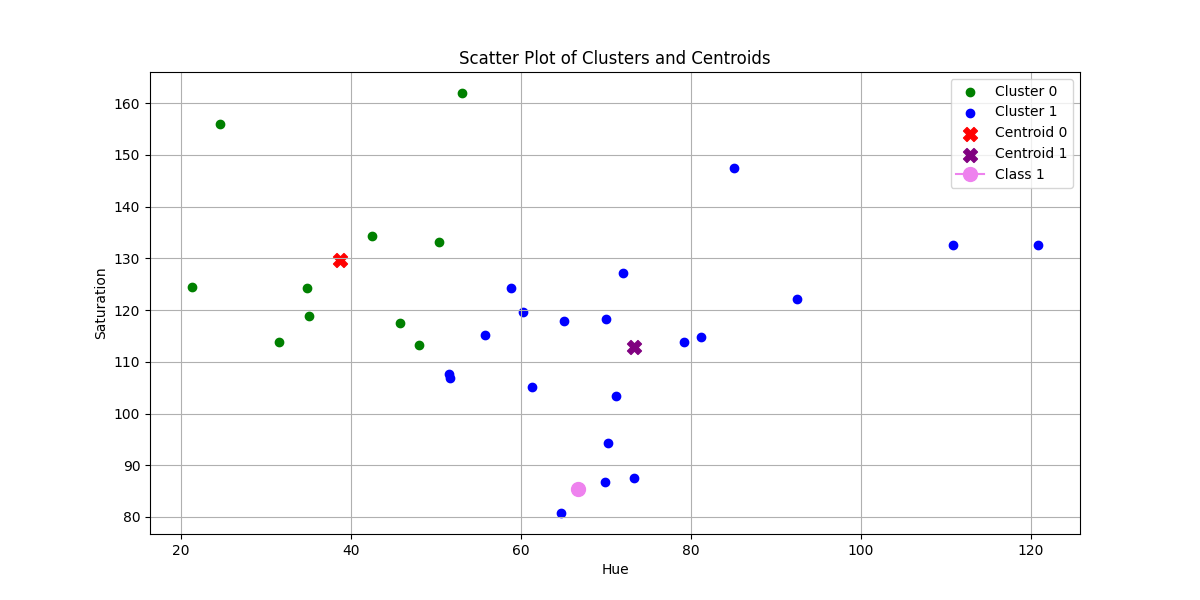 Scatter Plot of Clusters and Centroids
Cluster 0
Cluster 1
Centroid 0
Centroid 1
Class 1
Saturation
160
150
140
130
120
110
100
90
80
20 40 60 80 100 120
Hue